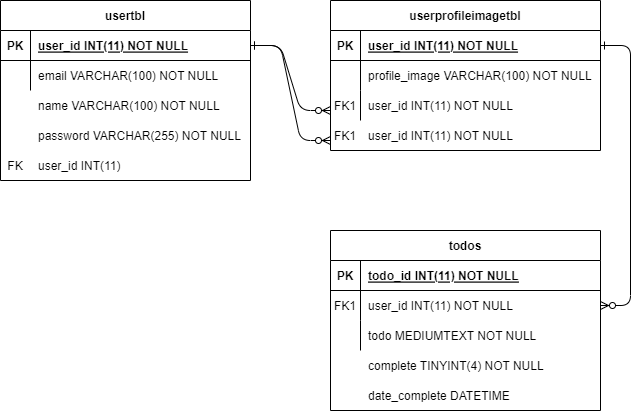 usertbl
PK user_id INT(11) NOT NULL
email VARCHAR(100) NOT NULL
name VARCHAR(100) NOT NULL
password VARCHAR(255) NOT NULL
FK user_id INT(11)
userprofileimagetbl
PK user_id INT(11) NOT NULL
profile_image VARCHAR(100) NOT NULL
FK1 user_id INT(11) NOT NULL
FK1 user_id INT(11) NOT NULL
todos
PK todo_id INT(11) NOT NULL
FK1 user_id INT(11) NOT NULL
todo MEDIUMTEXT NOT NULL
complete TINYINT(4) NOT NULL
date_complete DATETIME